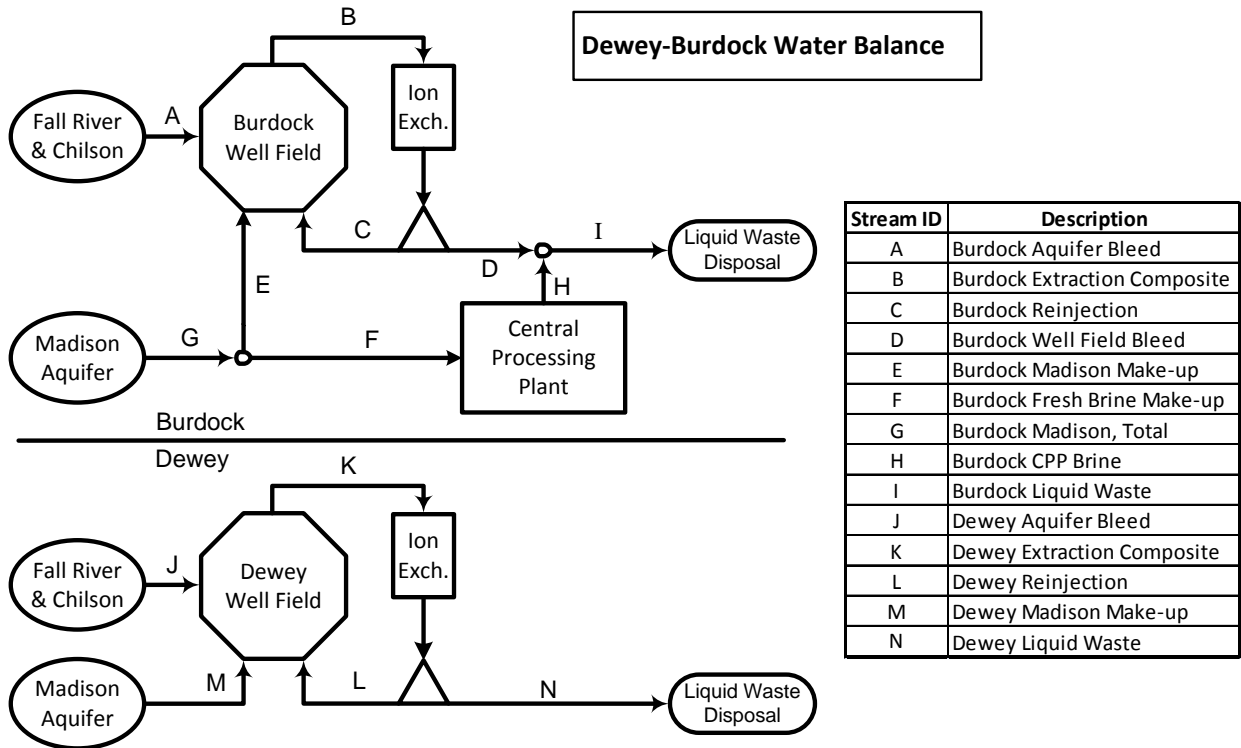 Dewey-Burdock Water Balance
B
Ion
Exch.
Fall River
& Chilson
A
Burdock
Well Field
C
D
I
Liquid Waste
Disposal
E
H
Madison
Aquifer
G
F
Central
Processing
Plant
Burdock
Dewey
K
Ion
Exch.
Fall River
& Chilson
J
Dewey
Well Field
Madison
Aquifer
M
L
N
Liquid Waste
Disposal
Stream ID Description
A Burdock Aquifer Bleed
B Burdock Extraction Composite
C Burdock Reinjection
D Burdock Well Field Bleed
E Burdock Madison Make-up
F Burdock Fresh Brine Make-up
G Burdock Madison, Total
H Burdock CPP Brine
I Burdock Liquid Waste
J Dewey Aquifer Bleed
K Dewey Extraction Composite
L Dewey Reinjection
M Dewey Madison Make-up
N Dewey Liquid Waste